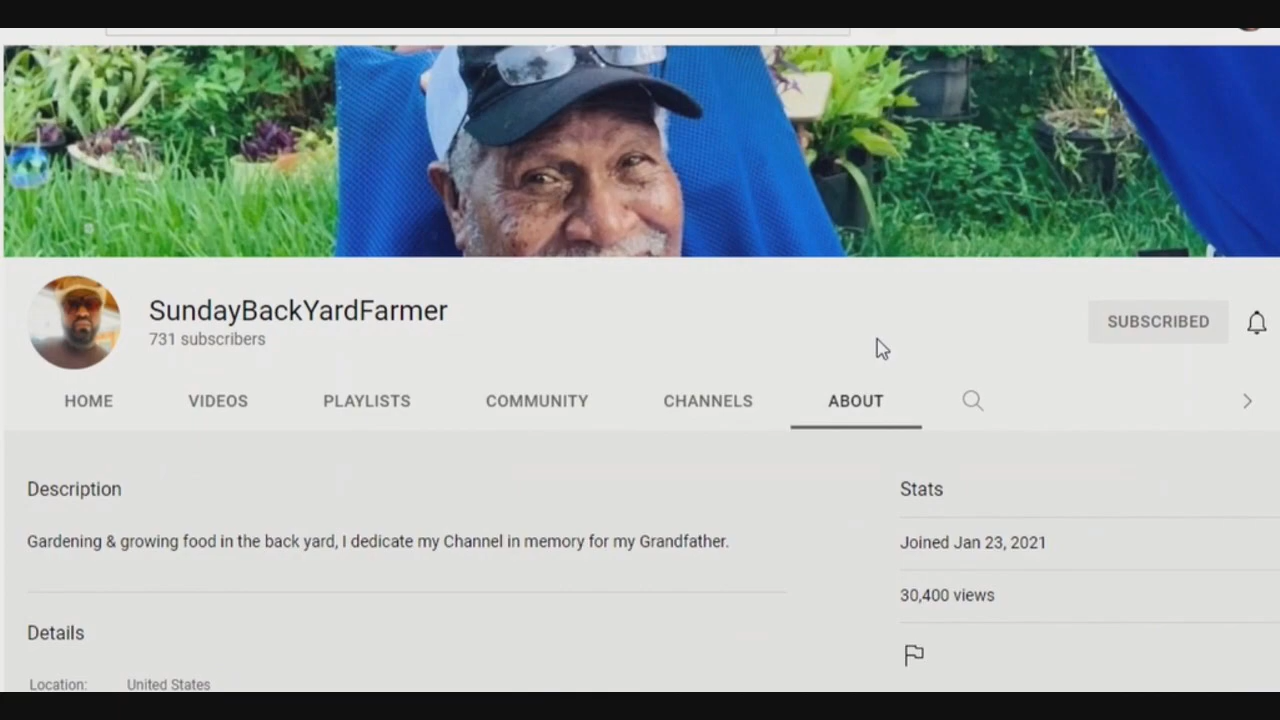 SundayBackYardFarmer
731 subscribers
SUBSCRIBED
HOME VIDEOS PLAYLISTS COMMUNITY CHANNELS ABOUT
Description
Stats
Gardening & growing food in the back yard, I dedicate my Channel in memory for my Grandfather.
Joined Jan 23, 2021
30,400 views
Details
Location: United States